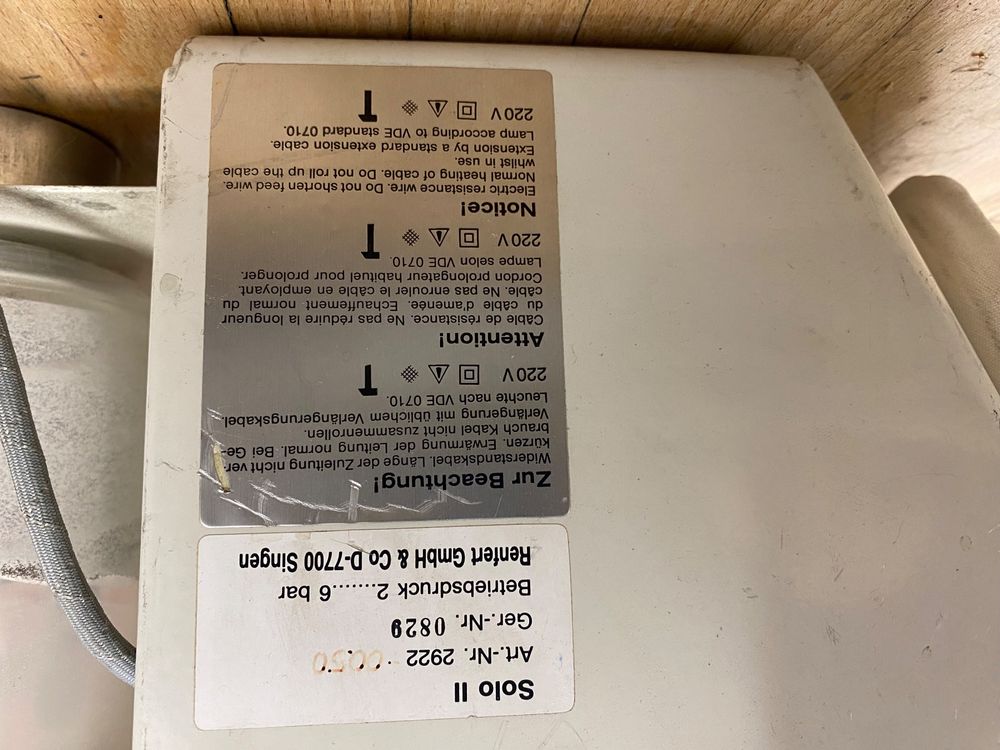 Solo II
Art.-Nr. 2922 0050
Ger.-Nr. 0829
Betriebsdruck 2.......6 bar
Renfert GmbH & Co D-7700 Singen
Zur Beachtung!
Widerstandskabel. Länge der Zuleitung nicht ver-
kürzen. Erwärmung der Leitung normal. Bei Ge-
brauch Kabel nicht zusammenrollen.
Verlängerung mit üblichem Verlängerungskabel.
Leuchte nach VDE 0710.
220 V T
Attention!
Câble de résistance. Ne pas réduire la longueur
du câble d'amenée. Echauffement normal du
câble. Ne pas enrouler le câble en employant.
Cordon prolongateur habituel pour prolonger.
Lampe selon VDE 0710.
220 V T
Notice!
Electric resistance wire. Do not shorten feed wire.
Normal heating of cable. Do not roll up the cable
whilst in use.
Extension by a standard extension cable.
Lamp according to VDE standard 0710.
220 V T